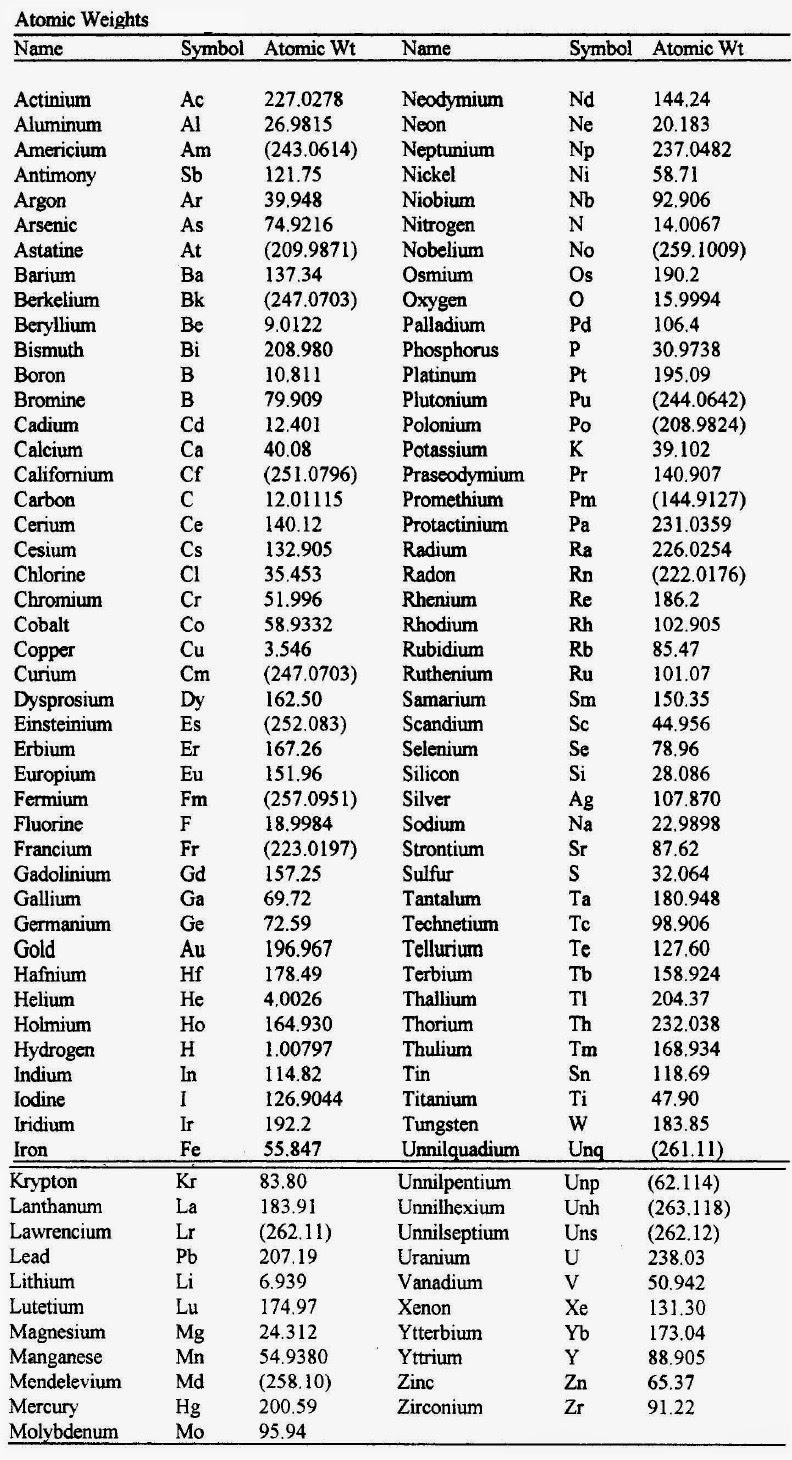 Atomic Weights
Name Symbol Atomic Wt Name Symbol Atomic Wt
Actinium Ac 227.0278 Neodymium Nd 144.24
Aluminum Al 26.9815 Neon Ne 20.183
Americium Am (243.0614) Neptunium Np 237.0482
Antimony Sb 121.75 Nickel Ni 58.71
Argon Ar 39.948 Niobium Nb 92.906
Arsenic As 74.9216 Nitrogen N 14.0067
Astatine At (209.9871) Nobelium No (259.1009)
Barium Ba 137.34 Osmium Os 190.2
Berkelium Bk (247.0703) Oxygen O 15.9994
Beryllium Be 9.0122 Palladium Pd 106.4
Bismuth Bi 208.980 Phosphorus P 30.9738
Boron B 10.811 Platinum Pt 195.09
Bromine B 79.909 Plutonium Pu (244.0642)
Cadium Cd 12.401 Polonium Po (208.9824)
Calcium Ca 40.08 Potassium K 39.102
Californium Cf (251.0796) Praseodymium Pr 140.907
Carbon C 12.01115 Promethium Pm (144.9127)
Cerium Ce 140.12 Protactinium Pa 231.0359
Cesium Cs 132.905 Radium Ra 226.0254
Chlorine Cl 35.453 Radon Rn (222.0176)
Chromium Cr 51.996 Rhenium Re 186.2
Cobalt Co 58.9332 Rhodium Rh 102.905
Copper Cu 3.546 Rubidium Rb 85.47
Curium Cm (247.0703) Ruthenium Ru 101.07
Dysprosium Dy 162.50 Samarium Sm 150.35
Einsteinium Es (252.083) Scandium Sc 44.956
Erbium Er 167.26 Selenium Se 78.96
Europium Eu 151.96 Silicon Si 28.086
Fermium Fm (257.0951) Silver Ag 107.870
Fluorine F 18.9984 Sodium Na 22.9898
Francium Fr (223.0197) Strontium Sr 87.62
Gadolinium Gd 157.25 Sulfur S 32.064
Gallium Ga 69.72 Tantalum Ta 180.948
Germanium Ge 72.59 Technetium Tc 98.906
Gold Au 196.967 Tellurium Te 127.60
Hafnium Hf 178.49 Terbium Tb 158.924
Helium He 4.0026 Thallium Tl 204.37
Holmium Ho 164.930 Thorium Th 232.038
Hydrogen H 1.00797 Thulium Tm 168.934
Indium In 114.82 Tin Sn 118.69
Iodine I 126.9044 Titanium Ti 47.90
Iridium Ir 192.2 Tungsten W 183.85
Iron Fe 55.847 Unnilquadium Unq (261.11)
Krypton Kr 83.80 Unnilpentium Unp (62.114)
Lanthanum La 183.91 Unnilhexium Unh (263.118)
Lawrencium Lr (262.11) Unnilseptium Uns (262.12)
Lead Pb 207.19 Uranium U 238.03
Lithium Li 6.939 Vanadium V 50.942
Lutetium Lu 174.97 Xenon Xe 131.30
Magnesium Mg 24.312 Ytterbium Yb 173.04
Manganese Mn 54.9380 Yttrium Y 88.905
Mendelevium Md (258.10) Zinc Zn 65.37
Mercury Hg 200.59 Zirconium Zr 91.22
Molybdenum Mo 95.94